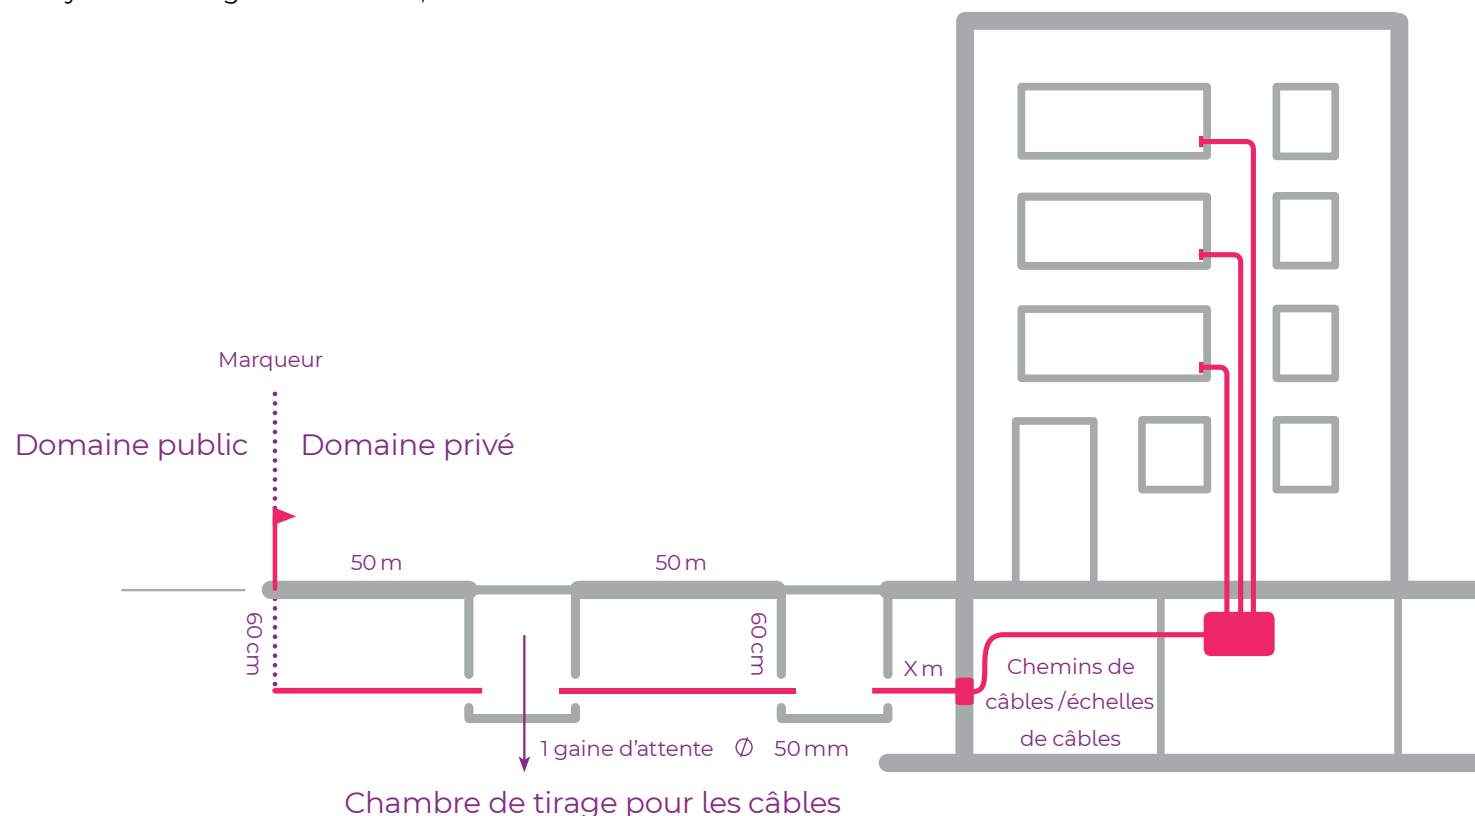 Marqueur
Domaine public
Domaine privé
50 m
50 m
60 cm
60 cm
X m
Chemins de
câbles / échelles
de câbles
1 gaine d’attente Ø 50 mm
Chambre de tirage pour les câbles